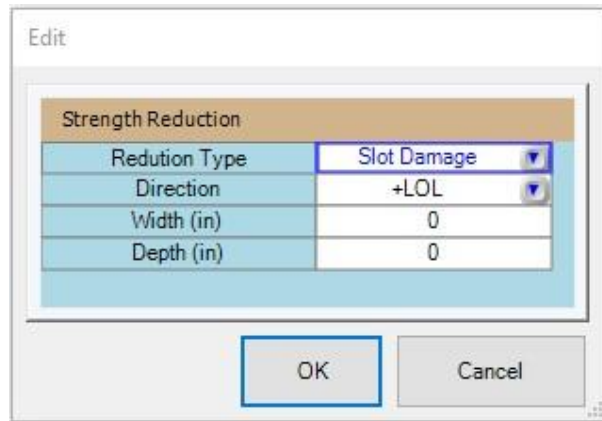 Edit
Strength Reduction
Redution Type Slot Damage
Direction +LOL
Width (in) 0
Depth (in) 0
OK Cancel